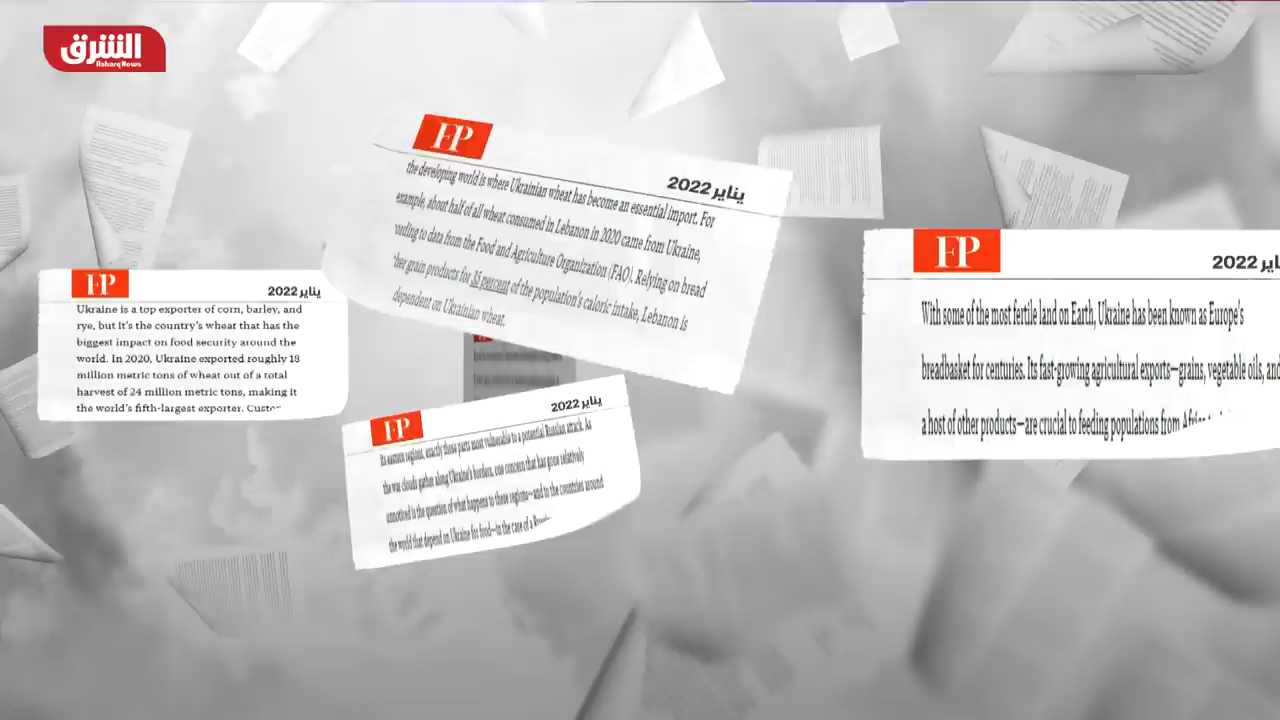 الشرق
Asharq News
FP
يناير 2022
the developing world is where Ukrainian wheat has become an essential import. For
example, about half of all wheat consumed in Lebanon in 2020 came from Ukraine,
to data from the Food and Agriculture Organization (FAO). Relying on bread
grain products for 35 percent of the population's caloric intake, Lebanon is
dependent on Ukrainian wheat.
FP
يناير 2022
Ukraine is a top exporter of corn, barley, and
rye, but it's the country's wheat that has the
biggest impact on food security around the
world. In 2020, Ukraine exported roughly 18
million metric tons of wheat out of a total
harvest of 24 million metric tons, making it
the world's fifth-largest exporter.
FP
يناير 2022
Its eastern regions, exactly those parts most vulnerable to a potential Russian attack. As
the war clouds gather along Ukraine's borders, one concern that has gone relatively
unnoticed is the question of what happens to these regions—and to the countries around
the world that depend on Ukraine for food—in the case of a
FP
2022
With some of the most fertile land on Earth, Ukraine has been known as Europe's
breadbasket for centuries. Its fast-growing agricultural exports—grains, vegetable oils, and
a host of other products—are crucial to feeding populations from